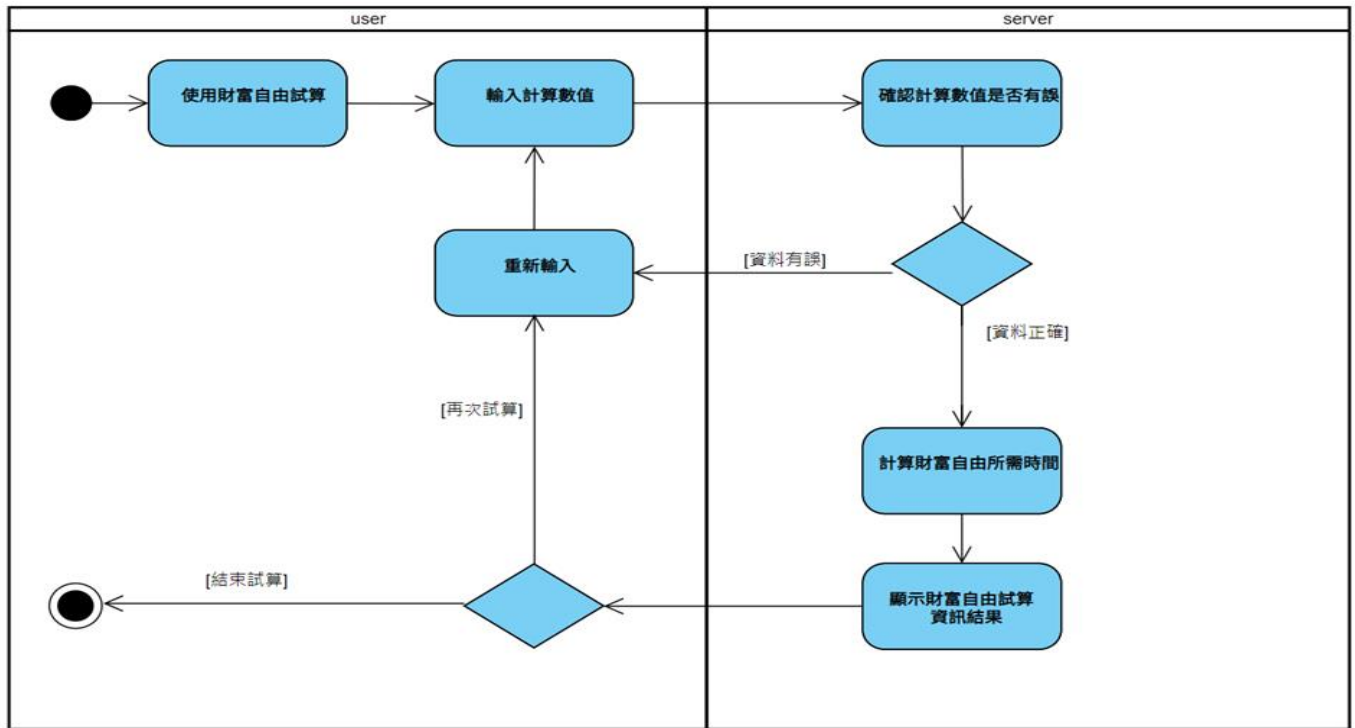 user
server
使用財富自由試算
輸入計算數值
確認計算數值是否有誤
重新輸入
[資料有誤]
[資料正確]
[再次試算]
計算財富自由所需時間
[結束試算]
顯示財富自由試算
資訊結果